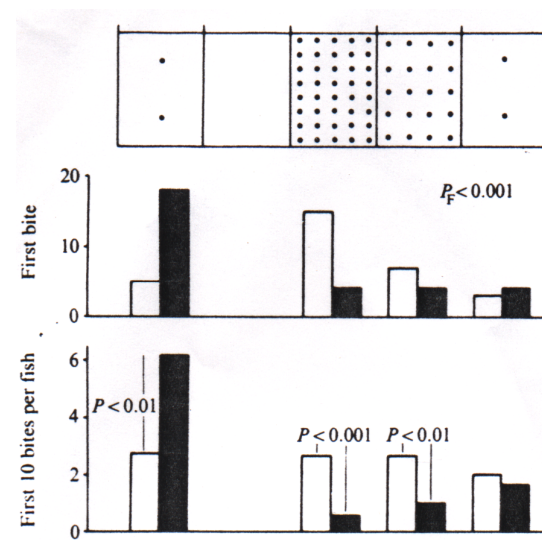 20
P_F < 0.001
First bite
10
0
First 10 bites per fish
6
P < 0.01
4
P < 0.001 P < 0.01
2
0